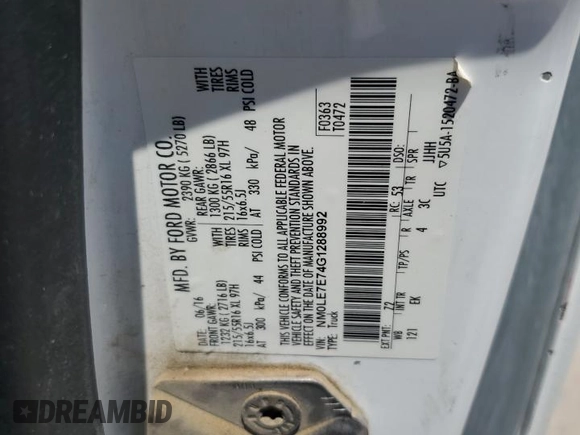 MFD. BY FORD MOTOR CO.
DATE: 06/16 GVWR: 2390 KG ( 5270 LB)
FRONT GAWR: REAR GAWR: WITH
1232 KG (2716 LB) 1300 KG (2866 LB) TIRES
215/55R16 XL 97H 215/55R16 XL 97H RIMS
16x6.5J 16x6.5J
AT 300 kPa/ 44 PSI COLD AT 330 kPa/ 48 PSI COLD
WITH
TIRES
RIMS
THIS VEHICLE CONFORMS TO ALL APPLICABLE FEDERAL MOTOR
VEHICLE SAFETY AND THEFT PREVENTION STANDARDS IN
EFFECT ON THE DATE OF MANUFACTURE SHOWN ABOVE.
VIN: NM0LE7E74G1288992
TYPE: Truck
F0363
T0472
EXT PNT: Z2 RC: 53 DSO:
WB INT TR TP/PS R AXLE TR SPR
121 EK 4 3C JJHH
UTC 5U5A-1520472-BA
DREAMBID